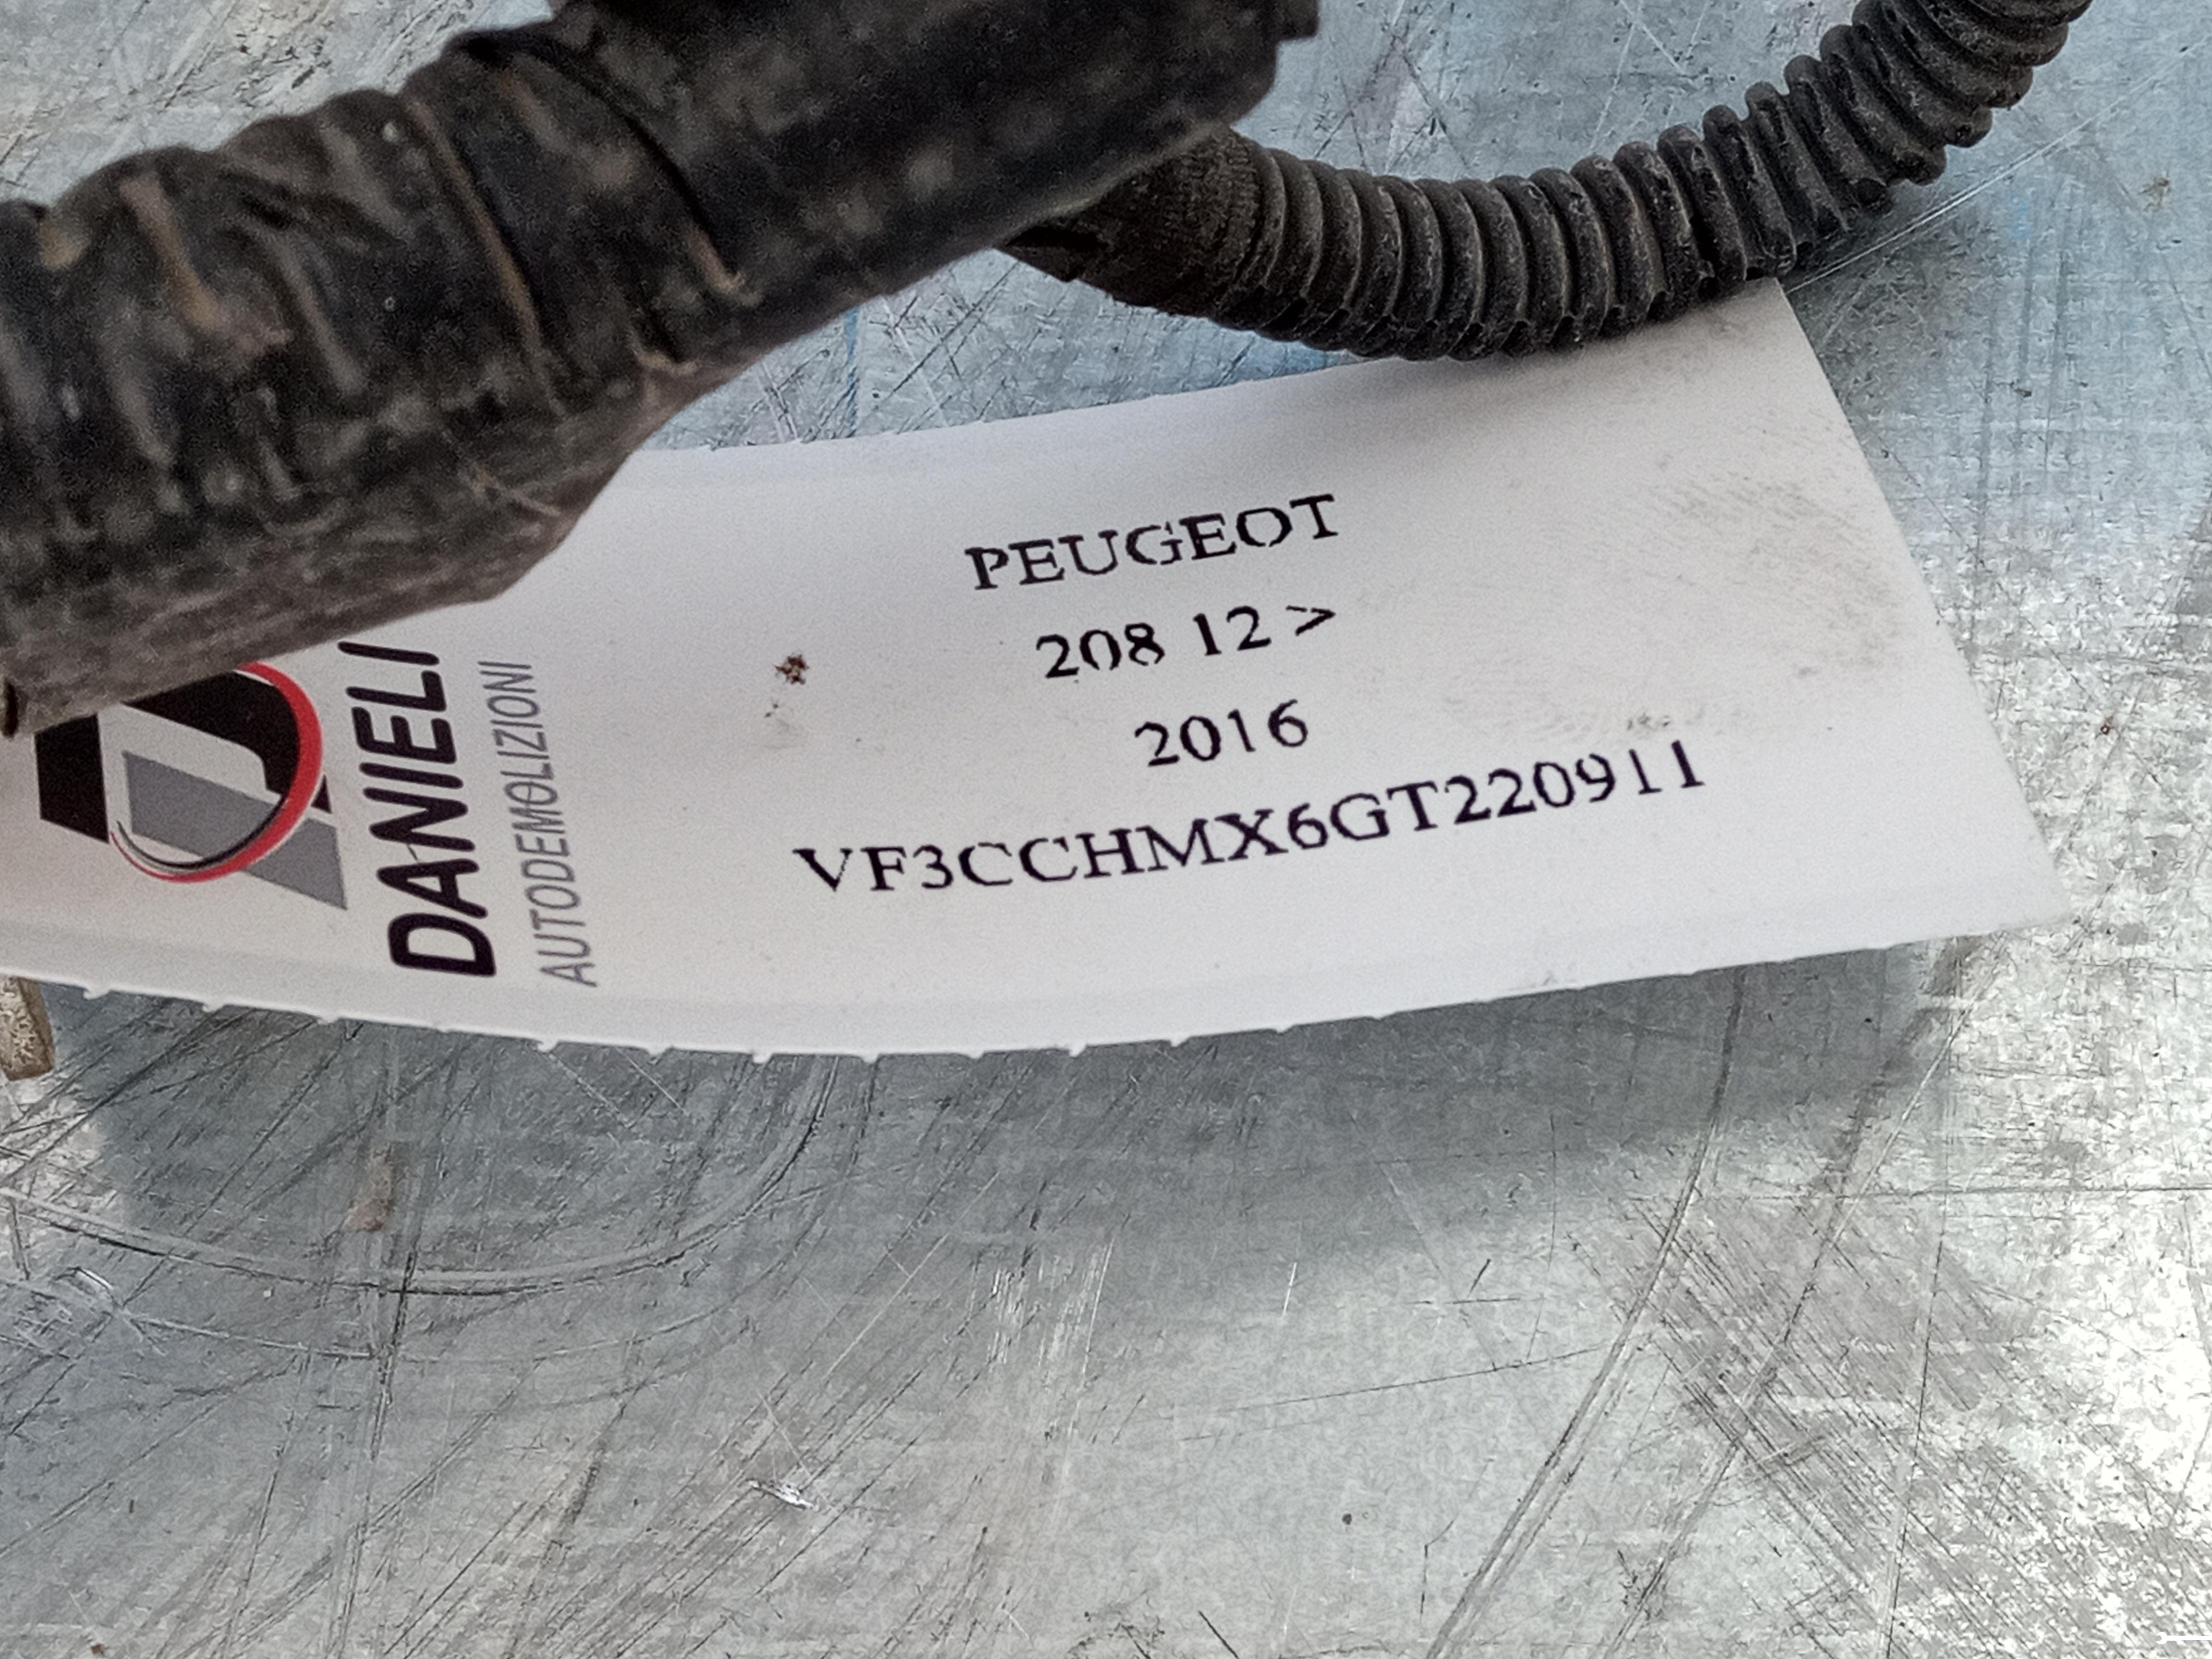 DANIELI
AUTODEMOLIZIONI
PEUGEOT
208 12 >
2016
VF3CCHMX6GT220911